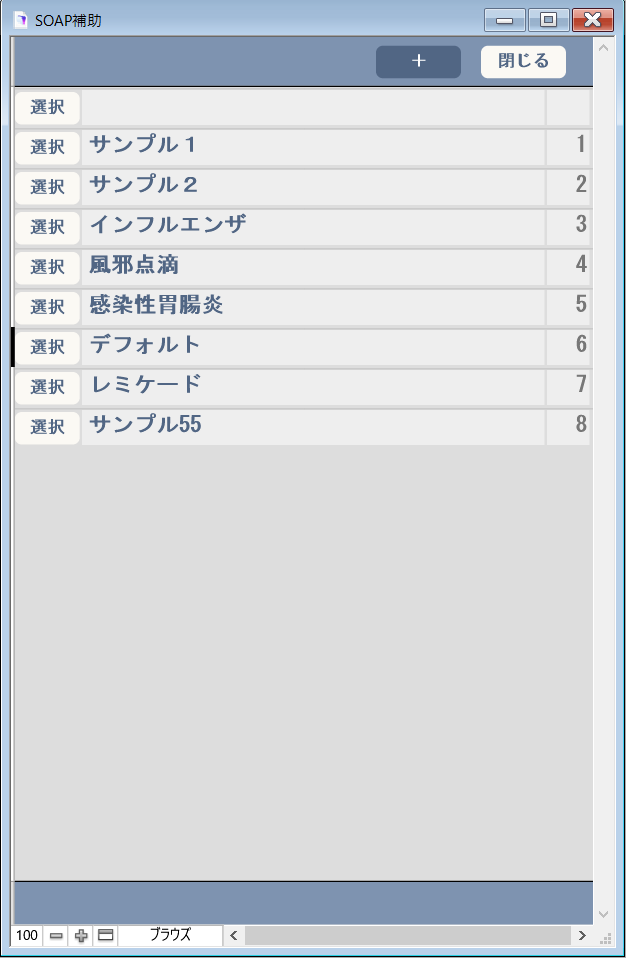 SOAP補助
＋ 閉じる
選択
選択 サンプル１ 1
選択 サンプル２ 2
選択 インフルエンザ 3
選択 風邪点滴 4
選択 感染性胃腸炎 5
選択 デフォルト 6
選択 レミケード 7
選択 サンプル55 8
100 ブラウズ